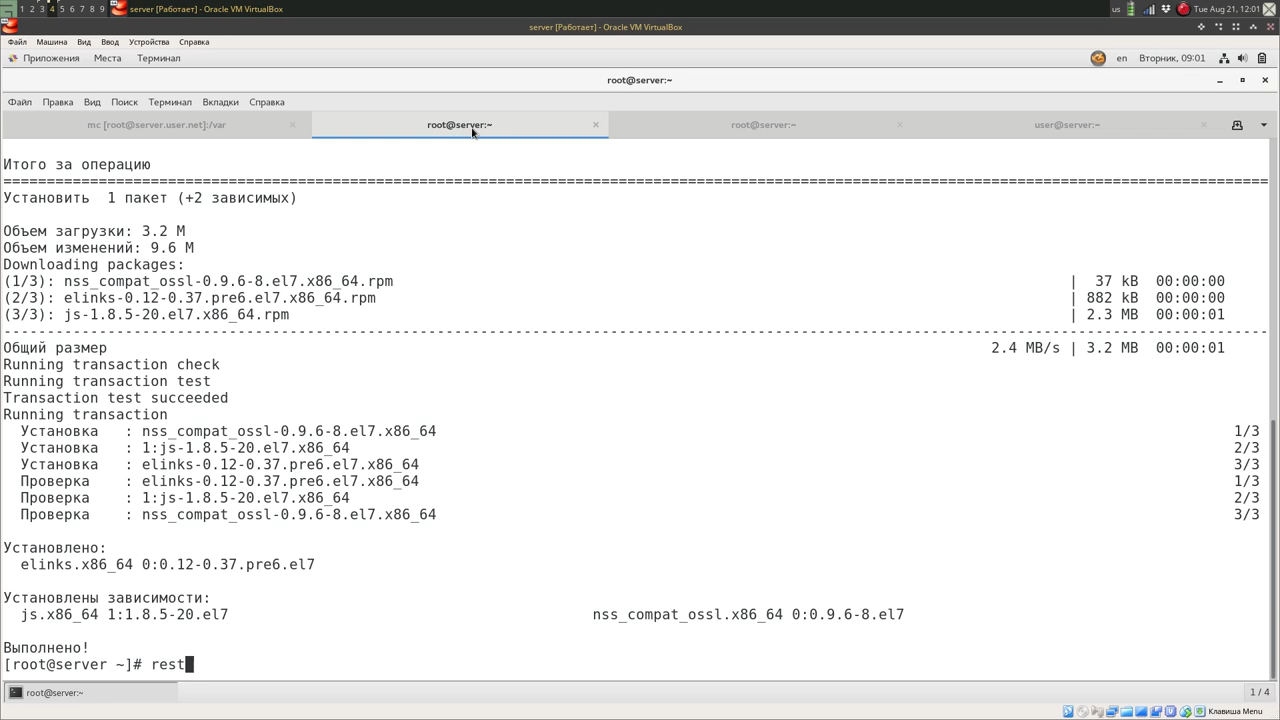 1 2 3 4 5 6 7 8 9 server [Работает] - Oracle VM VirtualBox us Tue Aug 21, 12:01
server [Работает] - Oracle VM VirtualBox
Файл Машина Вид Ввод Устройства Справка
Приложения Места Терминал en Вторник, 09:01
root@server:~
Файл Правка Вид Поиск Терминал Вкладки Справка
mc [root@server.user.net]:/var root@server:~ root@server:~ user@server:~
Итого за операцию
================================================================================
Установить  1 пакет (+2 зависимых)
Объем загрузки: 3.2 M
Объем изменений: 9.6 M
Downloading packages:
(1/3): nss_compat_ossl-0.9.6-8.el7.x86_64.rpm | 37 kB 00:00:00
(2/3): elinks-0.12-0.37.pre6.el7.x86_64.rpm | 882 kB 00:00:00
(3/3): js-1.8.5-20.el7.x86_64.rpm | 2.3 MB 00:00:01
--------------------------------------------------------------------------------
Общий размер 2.4 MB/s | 3.2 MB 00:00:01
Running transaction check
Running transaction test
Transaction test succeeded
Running transaction
Установка : nss_compat_ossl-0.9.6-8.el7.x86_64 1/3
Установка : 1:js-1.8.5-20.el7.x86_64 2/3
Установка : elinks-0.12-0.37.pre6.el7.x86_64 3/3
Проверка : elinks-0.12-0.37.pre6.el7.x86_64 1/3
Проверка : 1:js-1.8.5-20.el7.x86_64 2/3
Проверка : nss_compat_ossl-0.9.6-8.el7.x86_64 3/3
Установлено:
elinks.x86_64 0:0.12-0.37.pre6.el7
Установлены зависимости:
js.x86_64 1:1.8.5-20.el7 nss_compat_ossl.x86_64 0:0.9.6-8.el7
Выполнено!
[root@server ~]# rest
root@server:~ 1 / 4
Клавиша Menu